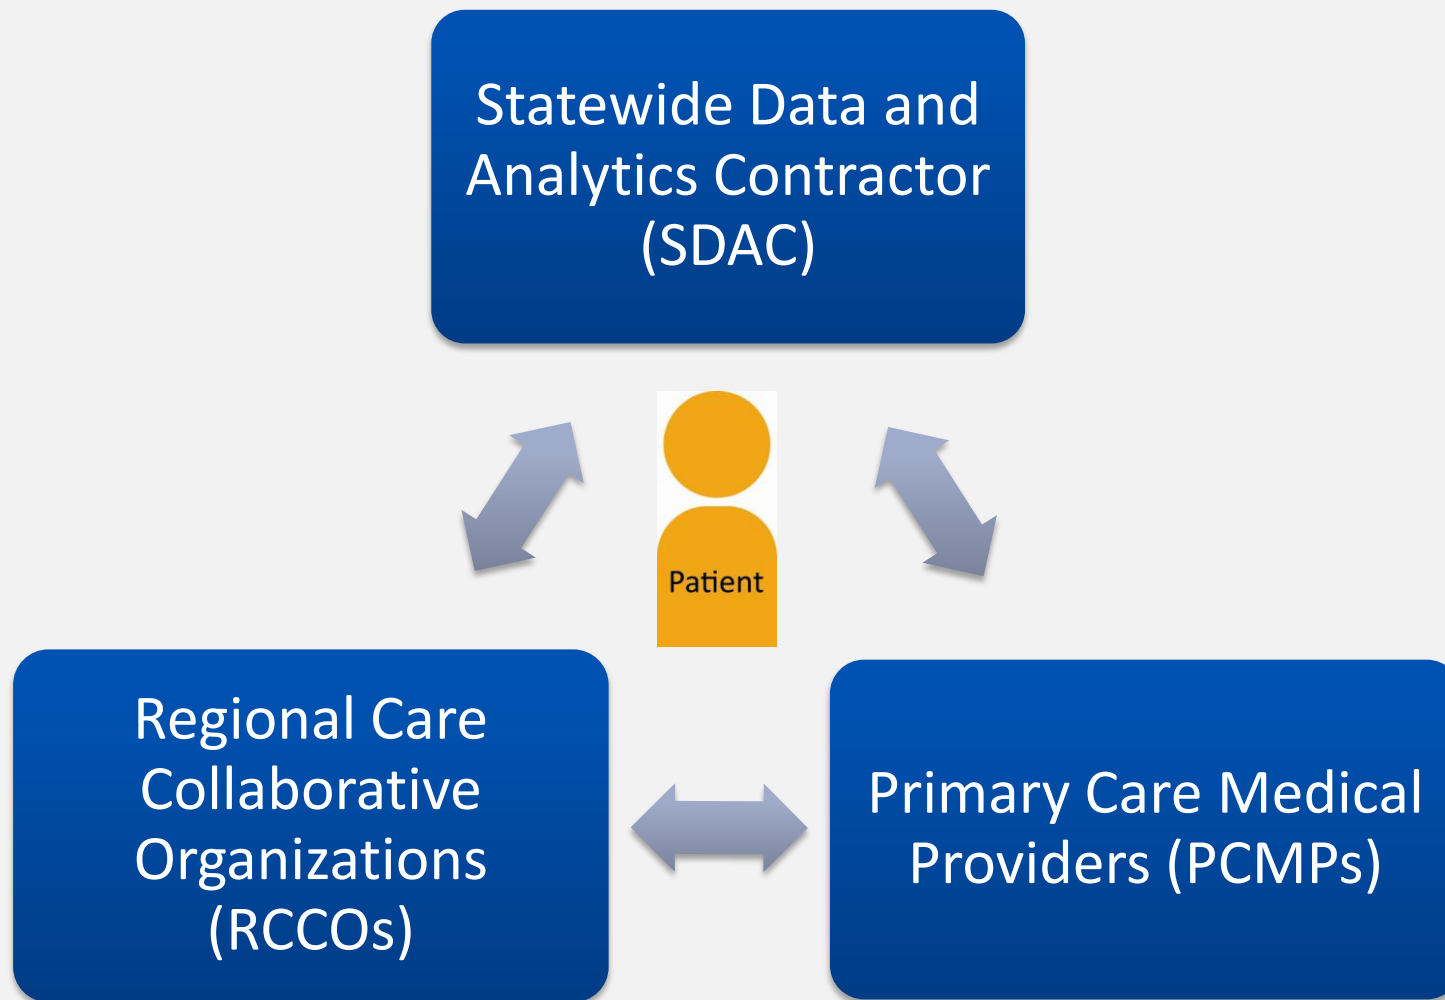 Statewide Data and
Analytics Contractor
(SDAC)
Patient
Regional Care
Collaborative
Organizations
(RCCOs)
Primary Care Medical
Providers (PCMPs)